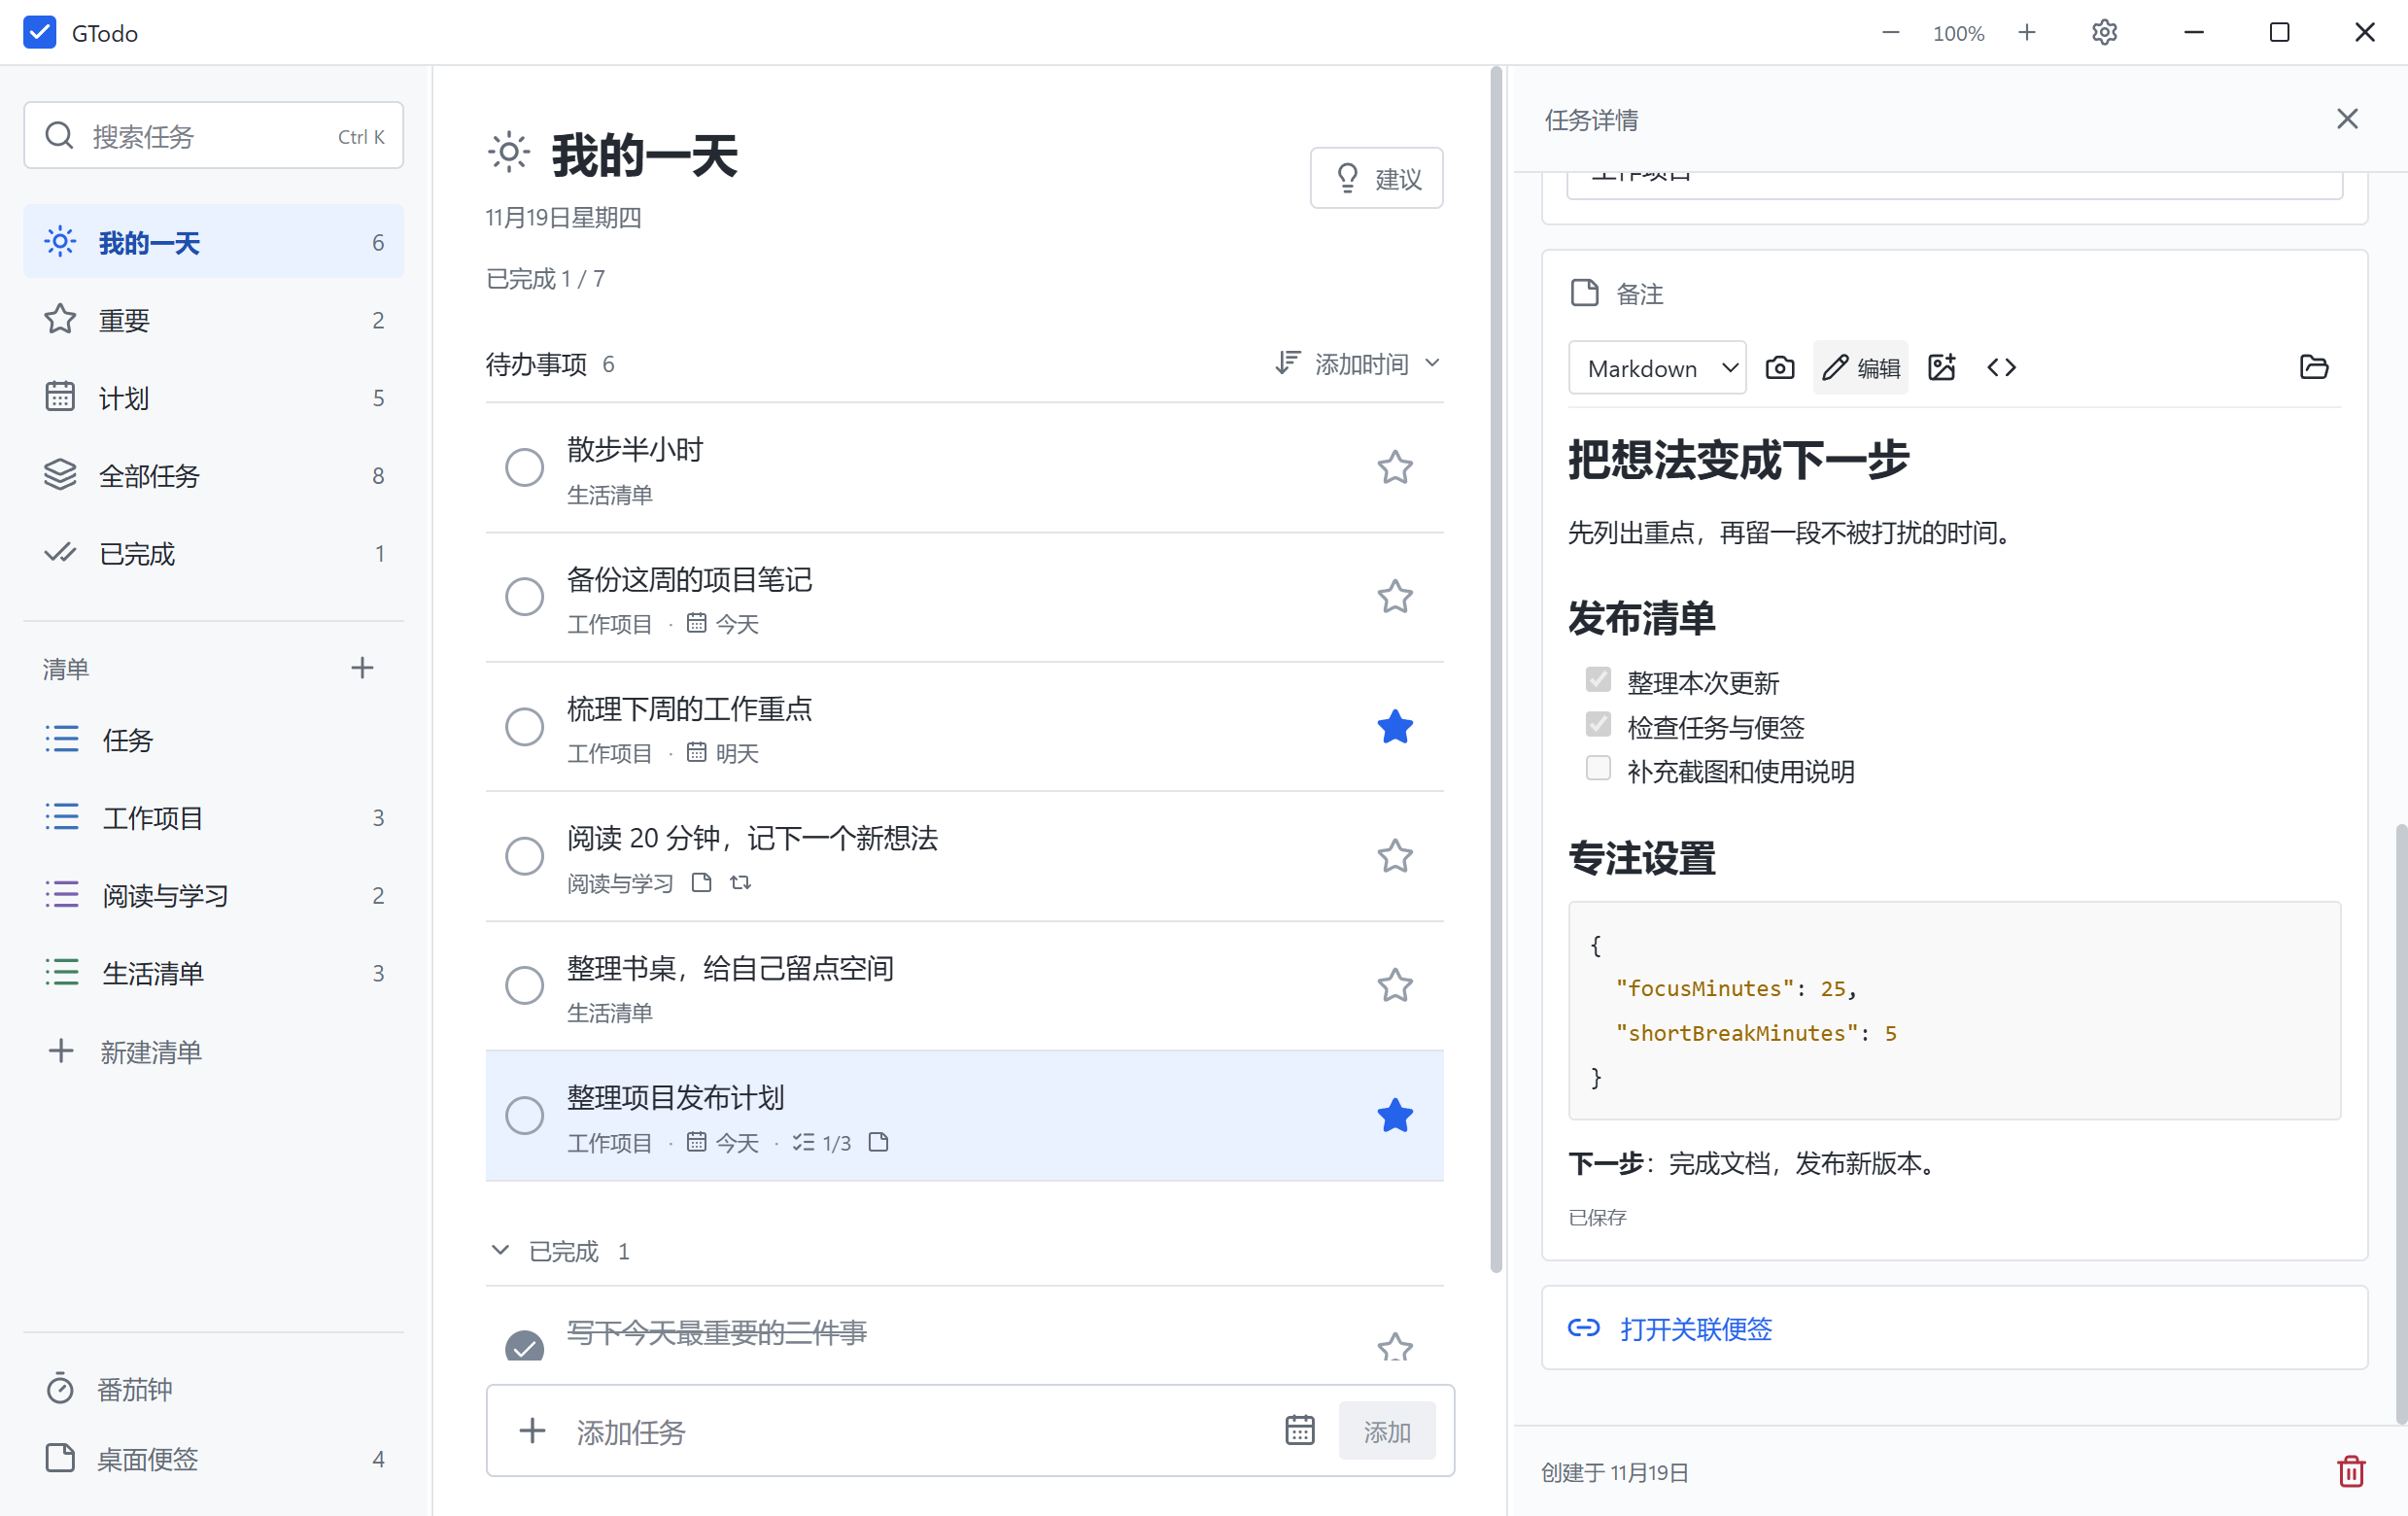 GTodo
100%
搜索任务 Ctrl K
我的一天 6
重要 2
计划 5
全部任务 8
已完成 1
清单
任务
工作项目 3
阅读与学习 2
生活清单 3
新建清单
番茄钟
桌面便签 4
我的一天
11月19日星期四
已完成 1 / 7
建议
待办事项 6
添加时间
散步半小时
生活清单
备份这周的项目笔记
工作项目 · 今天
梳理下周的工作重点
工作项目 · 明天
阅读 20 分钟，记下一个新想法
阅读与学习
整理书桌，给自己留点空间
生活清单
整理项目发布计划
工作项目 · 今天 · 1/3
已完成 1
写下今天最重要的三件事
添加任务
添加
任务详情
工作项目
备注
Markdown 编辑
把想法变成下一步
先列出重点，再留一段不被打扰的时间。
发布清单
整理本次更新
检查任务与便签
补充截图和使用说明
专注设置
{
"focusMinutes": 25,
"shortBreakMinutes": 5
}
下一步：完成文档，发布新版本。
已保存
打开关联便签
创建于 11月19日